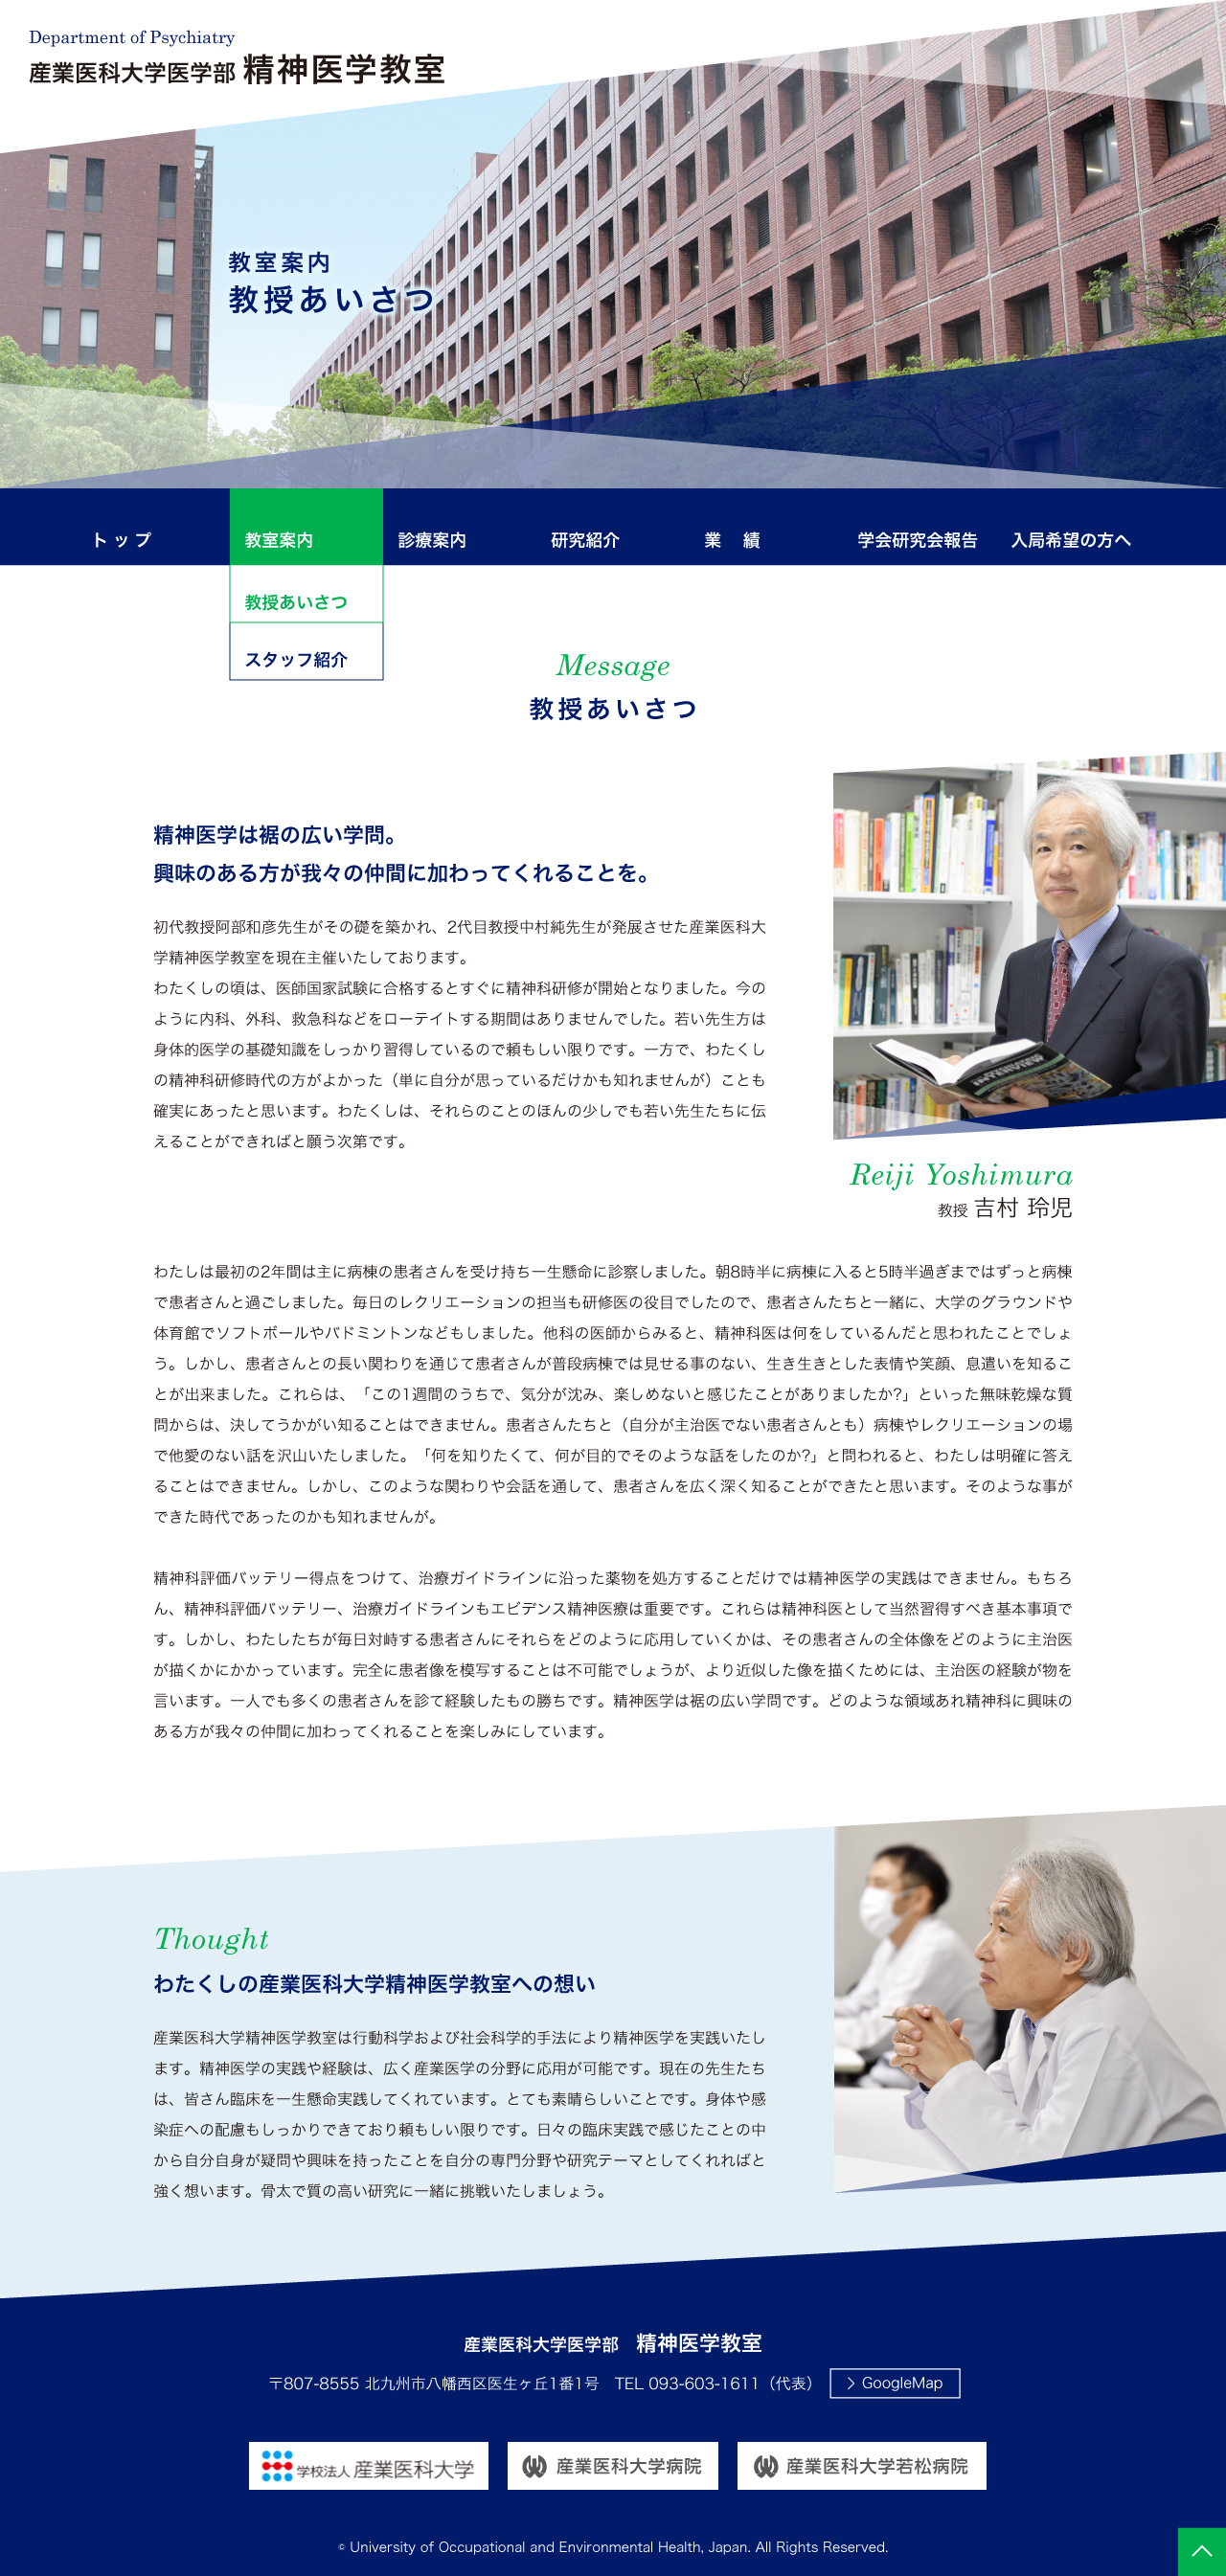 Department of Psychiatry
産業医科大学医学部 精神医学教室
教室案内
教授あいさつ
トップ
教室案内
診療案内
研究紹介
業 績
学会研究会報告
入局希望の方へ
教授あいさつ
スタッフ紹介
Message
教授あいさつ
精神医学は裾の広い学問。
興味のある方が我々の仲間に加わってくれることを。
初代教授阿部和彦先生がその礎を築かれ、2代目教授中村純先生が発展させた産業医科大
学精神医学教室を現在主催いたしております。
わたくしの頃は、医師国家試験に合格するとすぐに精神科研修が開始となりました。今の
ように内科、外科、救急科などをローテイトする期間はありませんでした。若い先生方は
身体的医学の基礎知識をしっかり習得しているので頼もしい限りです。一方で、わたくし
の精神科研修時代の方がよかった（単に自分が思っているだけかも知れませんが）ことも
確実にあったと思います。わたくしは、それらのことのほんの少しでも若い先生たちに伝
えることができればと願う次第です。
Reiji Yoshimura
教授 吉村 玲児
わたしは最初の2年間は主に病棟の患者さんを受け持ち一生懸命に診察しました。朝8時半に病棟に入ると5時半過ぎまではずっと病棟
で患者さんと過ごしました。毎日のレクリエーションの担当も研修医の役目でしたので、患者さんたちと一緒に、大学のグラウンドや
体育館でソフトボールやバドミントンなどもしました。他科の医師からみると、精神科医は何をしているんだと思われたことでしょ
う。しかし、患者さんとの長い関わりを通じて患者さんが普段病棟では見せる事のない、生き生きとした表情や笑顔、息遣いを知るこ
とが出来ました。これらは、「この1週間のうちで、気分が沈み、楽しめないと感じたことがありましたか?」といった無味乾燥な質
問からは、決してうかがい知ることはできません。患者さんたちと（自分が主治医でない患者さんとも）病棟やレクリエーションの場
で他愛のない話を沢山いたしました。「何を知りたくて、何が目的でそのような話をしたのか?」と問われると、わたしは明確に答え
ることはできません。しかし、このような関わりや会話を通して、患者さんを広く深く知ることができたと思います。そのような事が
できた時代であったのかも知れませんが。
精神科評価バッテリー得点をつけて、治療ガイドラインに沿った薬物を処方することだけでは精神医学の実践はできません。もちろ
ん、精神科評価バッテリー、治療ガイドラインもエビデンス精神医療は重要です。これらは精神科医として当然習得すべき基本事項で
す。しかし、わたしたちが毎日対峙する患者さんにそれらをどのように応用していくかは、その患者さんの全体像をどのように主治医
が描くかにかかっています。完全に患者像を模写することは不可能でしょうが、より近似した像を描くためには、主治医の経験が物を
言います。一人でも多くの患者さんを診て経験したもの勝ちです。精神医学は裾の広い学問です。どのような領域あれ精神科に興味の
ある方が我々の仲間に加わってくれることを楽しみにしています。
Thought
わたくしの産業医科大学精神医学教室への想い
産業医科大学精神医学教室は行動科学および社会科学的手法により精神医学を実践いたし
ます。精神医学の実践や経験は、広く産業医学の分野に応用が可能です。現在の先生たち
は、皆さん臨床を一生懸命実践してくれています。とても素晴らしいことです。身体や感
染症への配慮もしっかりできており頼もしい限りです。日々の臨床実践で感じたことの中
から自分自身が疑問や興味を持ったことを自分の専門分野や研究テーマとしてくれればと
強く想います。骨太で質の高い研究に一緒に挑戦いたしましょう。
産業医科大学医学部 精神医学教室
〒807-8555 北九州市八幡西区医生ヶ丘1番1号 TEL 093-603-1611（代表）
GoogleMap
学校法人 産業医科大学
産業医科大学病院
産業医科大学若松病院
© University of Occupational and Environmental Health, Japan. All Rights Reserved.